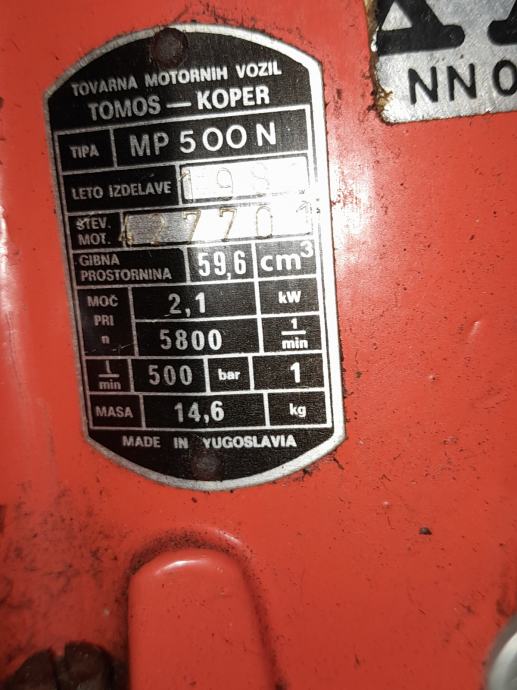 TOVARNA MOTORNIH VOZIL
TOMOS — KOPER
TIPA MP 500 N
LETO IZDELAVE
ŠTEV. MOT. 427701
GIBNA PROSTORNINA 59,6 cm³
MOČ 2,1 kW
PRI n 5800 1/min
1/min 500 bar 1
MASA 14,6 kg
MADE IN YUGOSLAVIA
NN 0